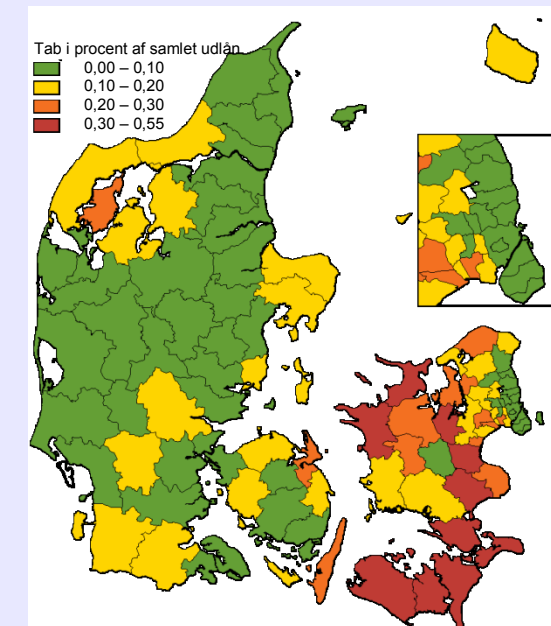 Tab i procent af samlet udlån
0,00 – 0,10
0,10 – 0,20
0,20 – 0,30
0,30 – 0,55